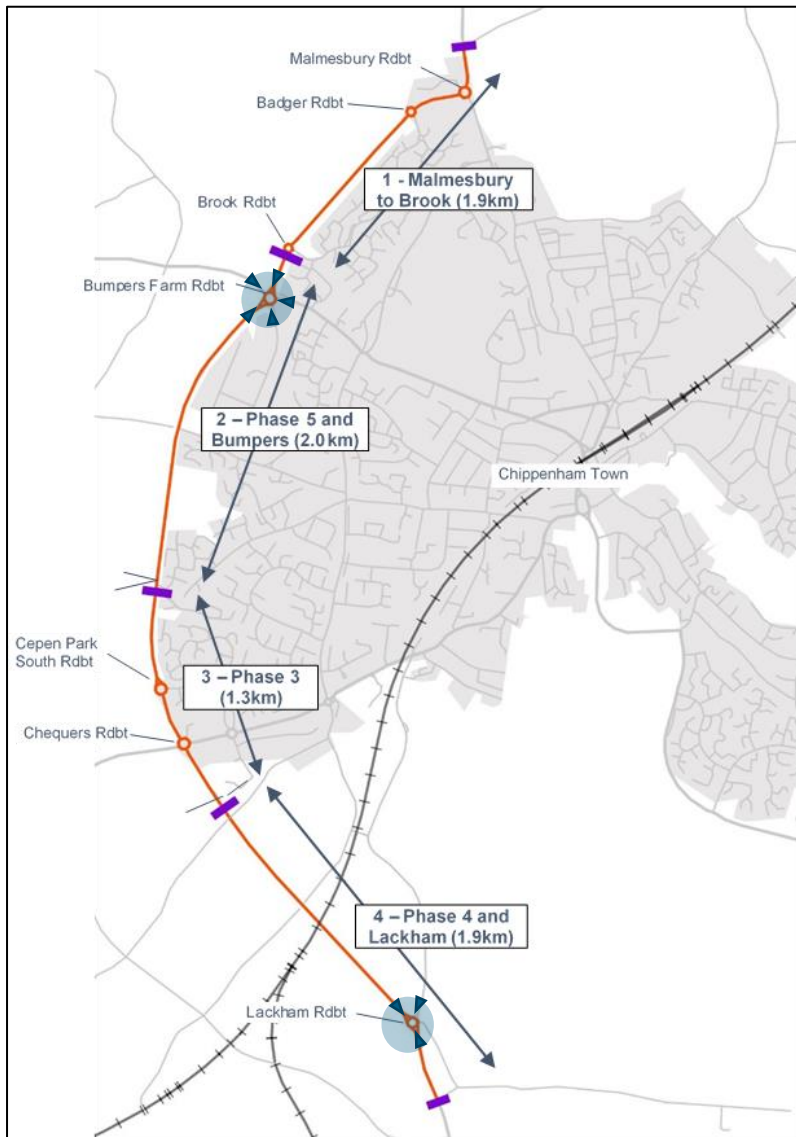 Malmesbury Rdbt
Badger Rdbt
1 - Malmesbury
to Brook (1.9km)
Brook Rdbt
Bumpers Farm Rdbt
2 – Phase 5 and
Bumpers (2.0km)
Chippenham Town
Cepen Park
South Rdbt
3 – Phase 3
(1.3km)
Chequers Rdbt
4 – Phase 4 and
Lackham (1.9km)
Lackham Rdbt